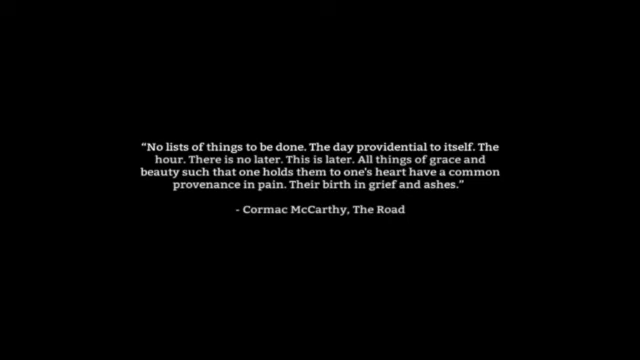 “No lists of things to be done. The day providential to itself. The
hour. There is no later. This is later. All things of grace and
beauty such that one holds them to one's heart have a common
provenance in pain. Their birth in grief and ashes.”
- Cormac McCarthy, The Road